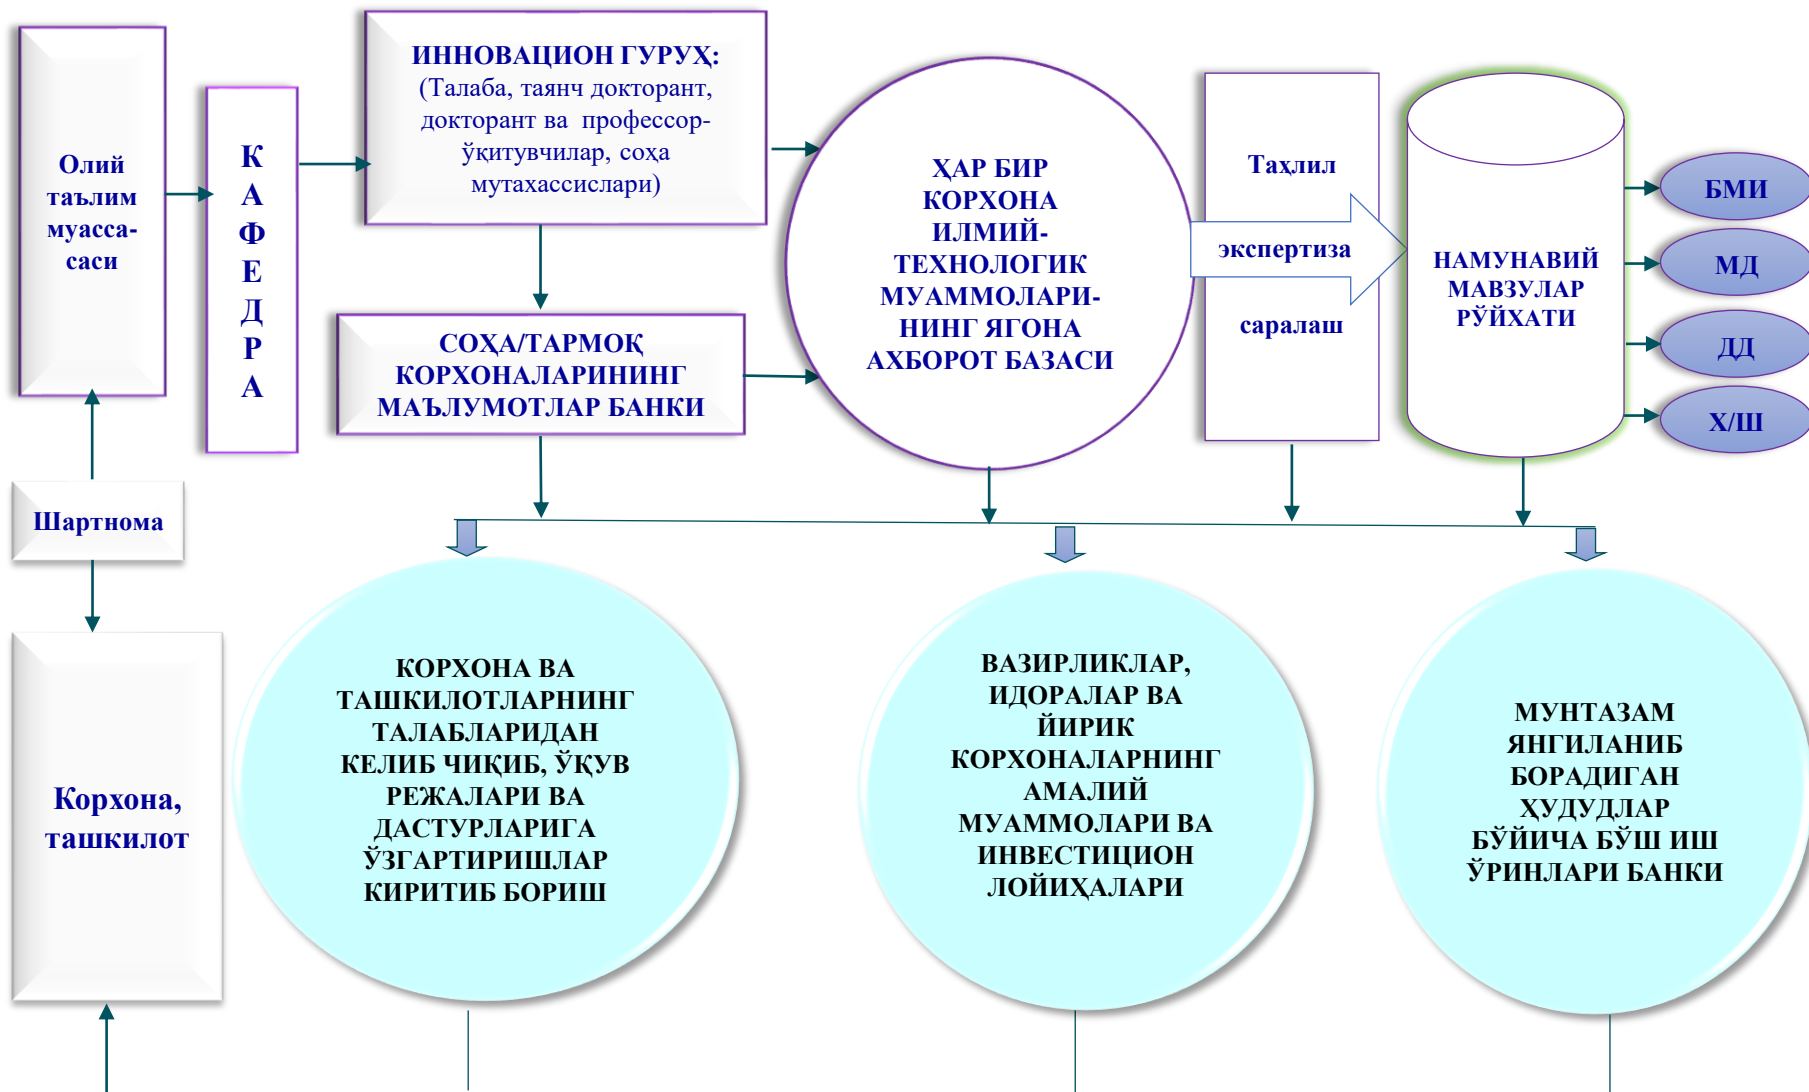 Олий
таълим
муасса-
саси
К
А
Ф
Е
Д
Р
А
ИННОВАЦИОН ГУРУҲ:
(Талаба, таянч докторант,
докторант ва профессор-
ўқитувчилар, соҳа
мутахассислари)
СОҲА/ТАРМОҚ
КОРХОНАЛАРИНИНГ
МАЪЛУМОТЛАР БАНКИ
ҲАР БИР
КОРХОНА
ИЛМИЙ-
ТЕХНОЛОГИК
МУАММОЛАРИ-
НИНГ ЯГОНА
АХБОРОТ БАЗАСИ
Таҳлил
экспертиза
саралаш
НАМУНАВИЙ
МАВЗУЛАР
РЎЙХАТИ
БМИ
МД
ДД
Х/Ш
Шартнома
Корхона,
ташкилот
КОРХОНА ВА
ТАШКИЛОТЛАРНИНГ
ТАЛАБЛАРИДАН
КЕЛИБ ЧИҚИБ, ЎҚУВ
РЕЖАЛАРИ ВА
ДАСТУРЛАРИГА
ЎЗГАРТИРИШЛАР
КИРИТИБ БОРИШ
ВАЗИРЛИКЛАР,
ИДОРАЛАР ВА
ЙИРИК
КОРХОНАЛАРНИНГ
АМАЛИЙ
МУАММОЛАРИ ВА
ИНВЕСТИЦИОН
ЛОЙИҲАЛАРИ
МУНТАЗАМ
ЯНГИЛАНИБ
БОРАДИГАН
ҲУДУДЛАР
БЎЙИЧА БЎШ ИШ
ЎРИНЛАРИ БАНКИ